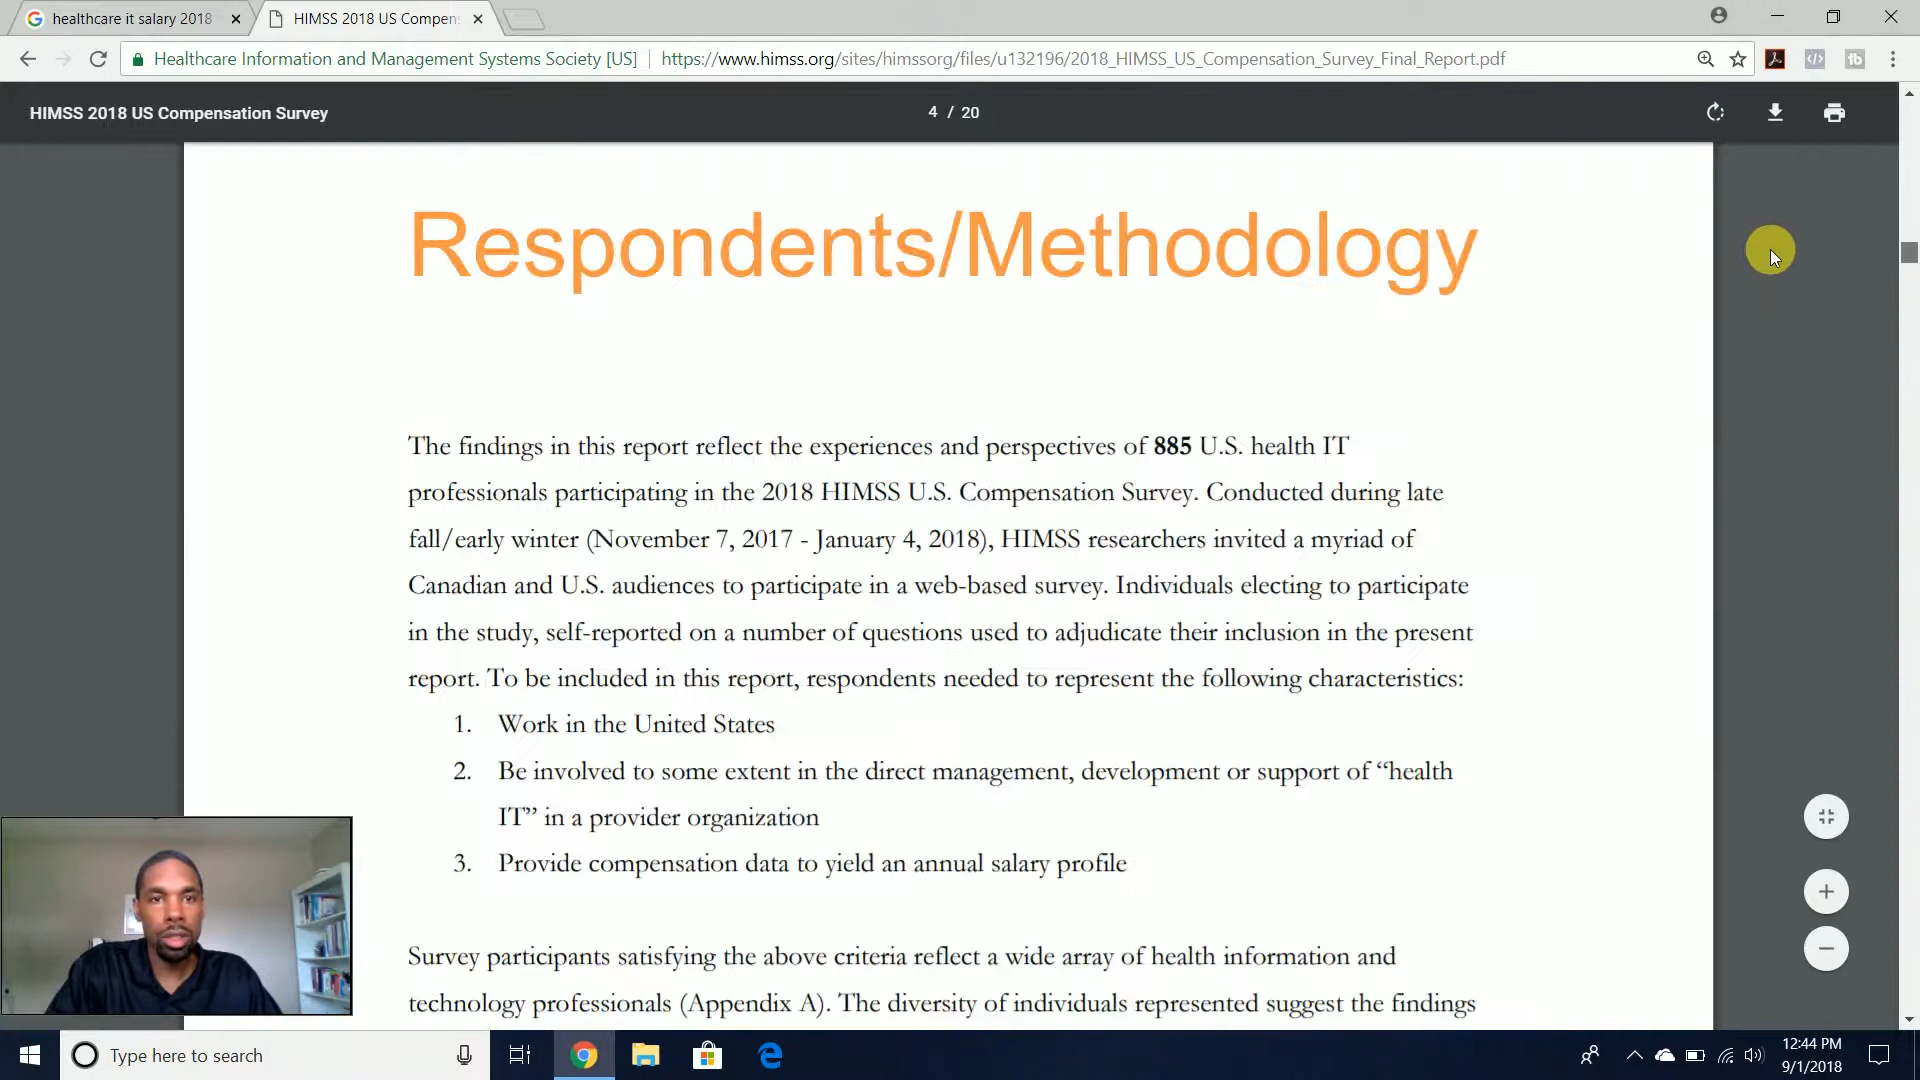 healthcare it salary 2018
HIMSS 2018 US Compens
Healthcare Information and Management Systems Society [US]
https://www.himss.org/sites/himssorg/files/u132196/2018_HIMSS_US_Compensation_Survey_Final_Report.pdf
HIMSS 2018 US Compensation Survey
4 / 20
Respondents/Methodology
The findings in this report reflect the experiences and perspectives of 885 U.S. health IT
professionals participating in the 2018 HIMSS U.S. Compensation Survey. Conducted during late
fall/early winter (November 7, 2017 - January 4, 2018), HIMSS researchers invited a myriad of
Canadian and U.S. audiences to participate in a web-based survey. Individuals electing to participate
in the study, self-reported on a number of questions used to adjudicate their inclusion in the present
report. To be included in this report, respondents needed to represent the following characteristics:
1. Work in the United States
2. Be involved to some extent in the direct management, development or support of “health
IT” in a provider organization
3. Provide compensation data to yield an annual salary profile
Survey participants satisfying the above criteria reflect a wide array of health information and
technology professionals (Appendix A). The diversity of individuals represented suggest the findings
Type here to search
12:44 PM
9/1/2018